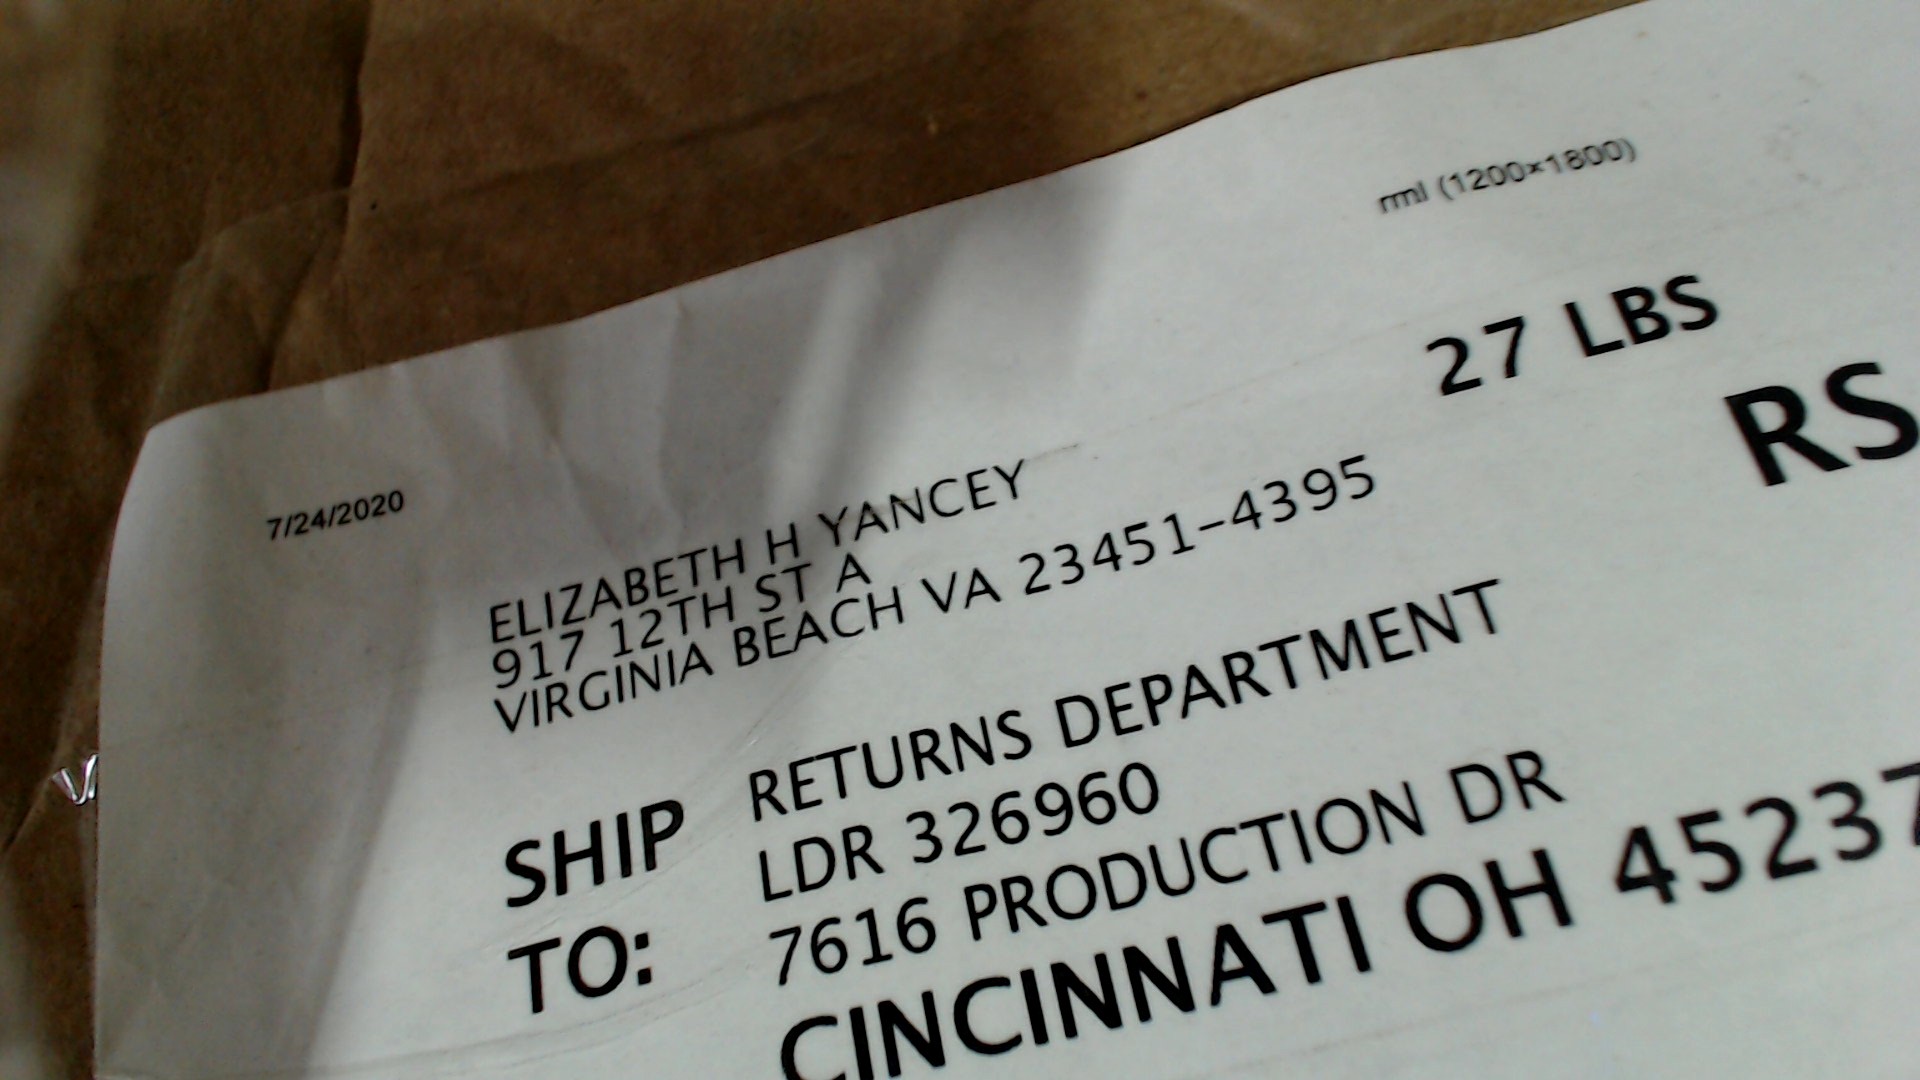 rml (1200×1800)
7/24/2020
27 LBS
RS
ELIZABETH H YANCEY
917 12TH ST A
VIRGINIA BEACH VA 23451-4395
SHIP TO:
RETURNS DEPARTMENT
LDR 326960
7616 PRODUCTION DR
CINCINNATI OH 45237